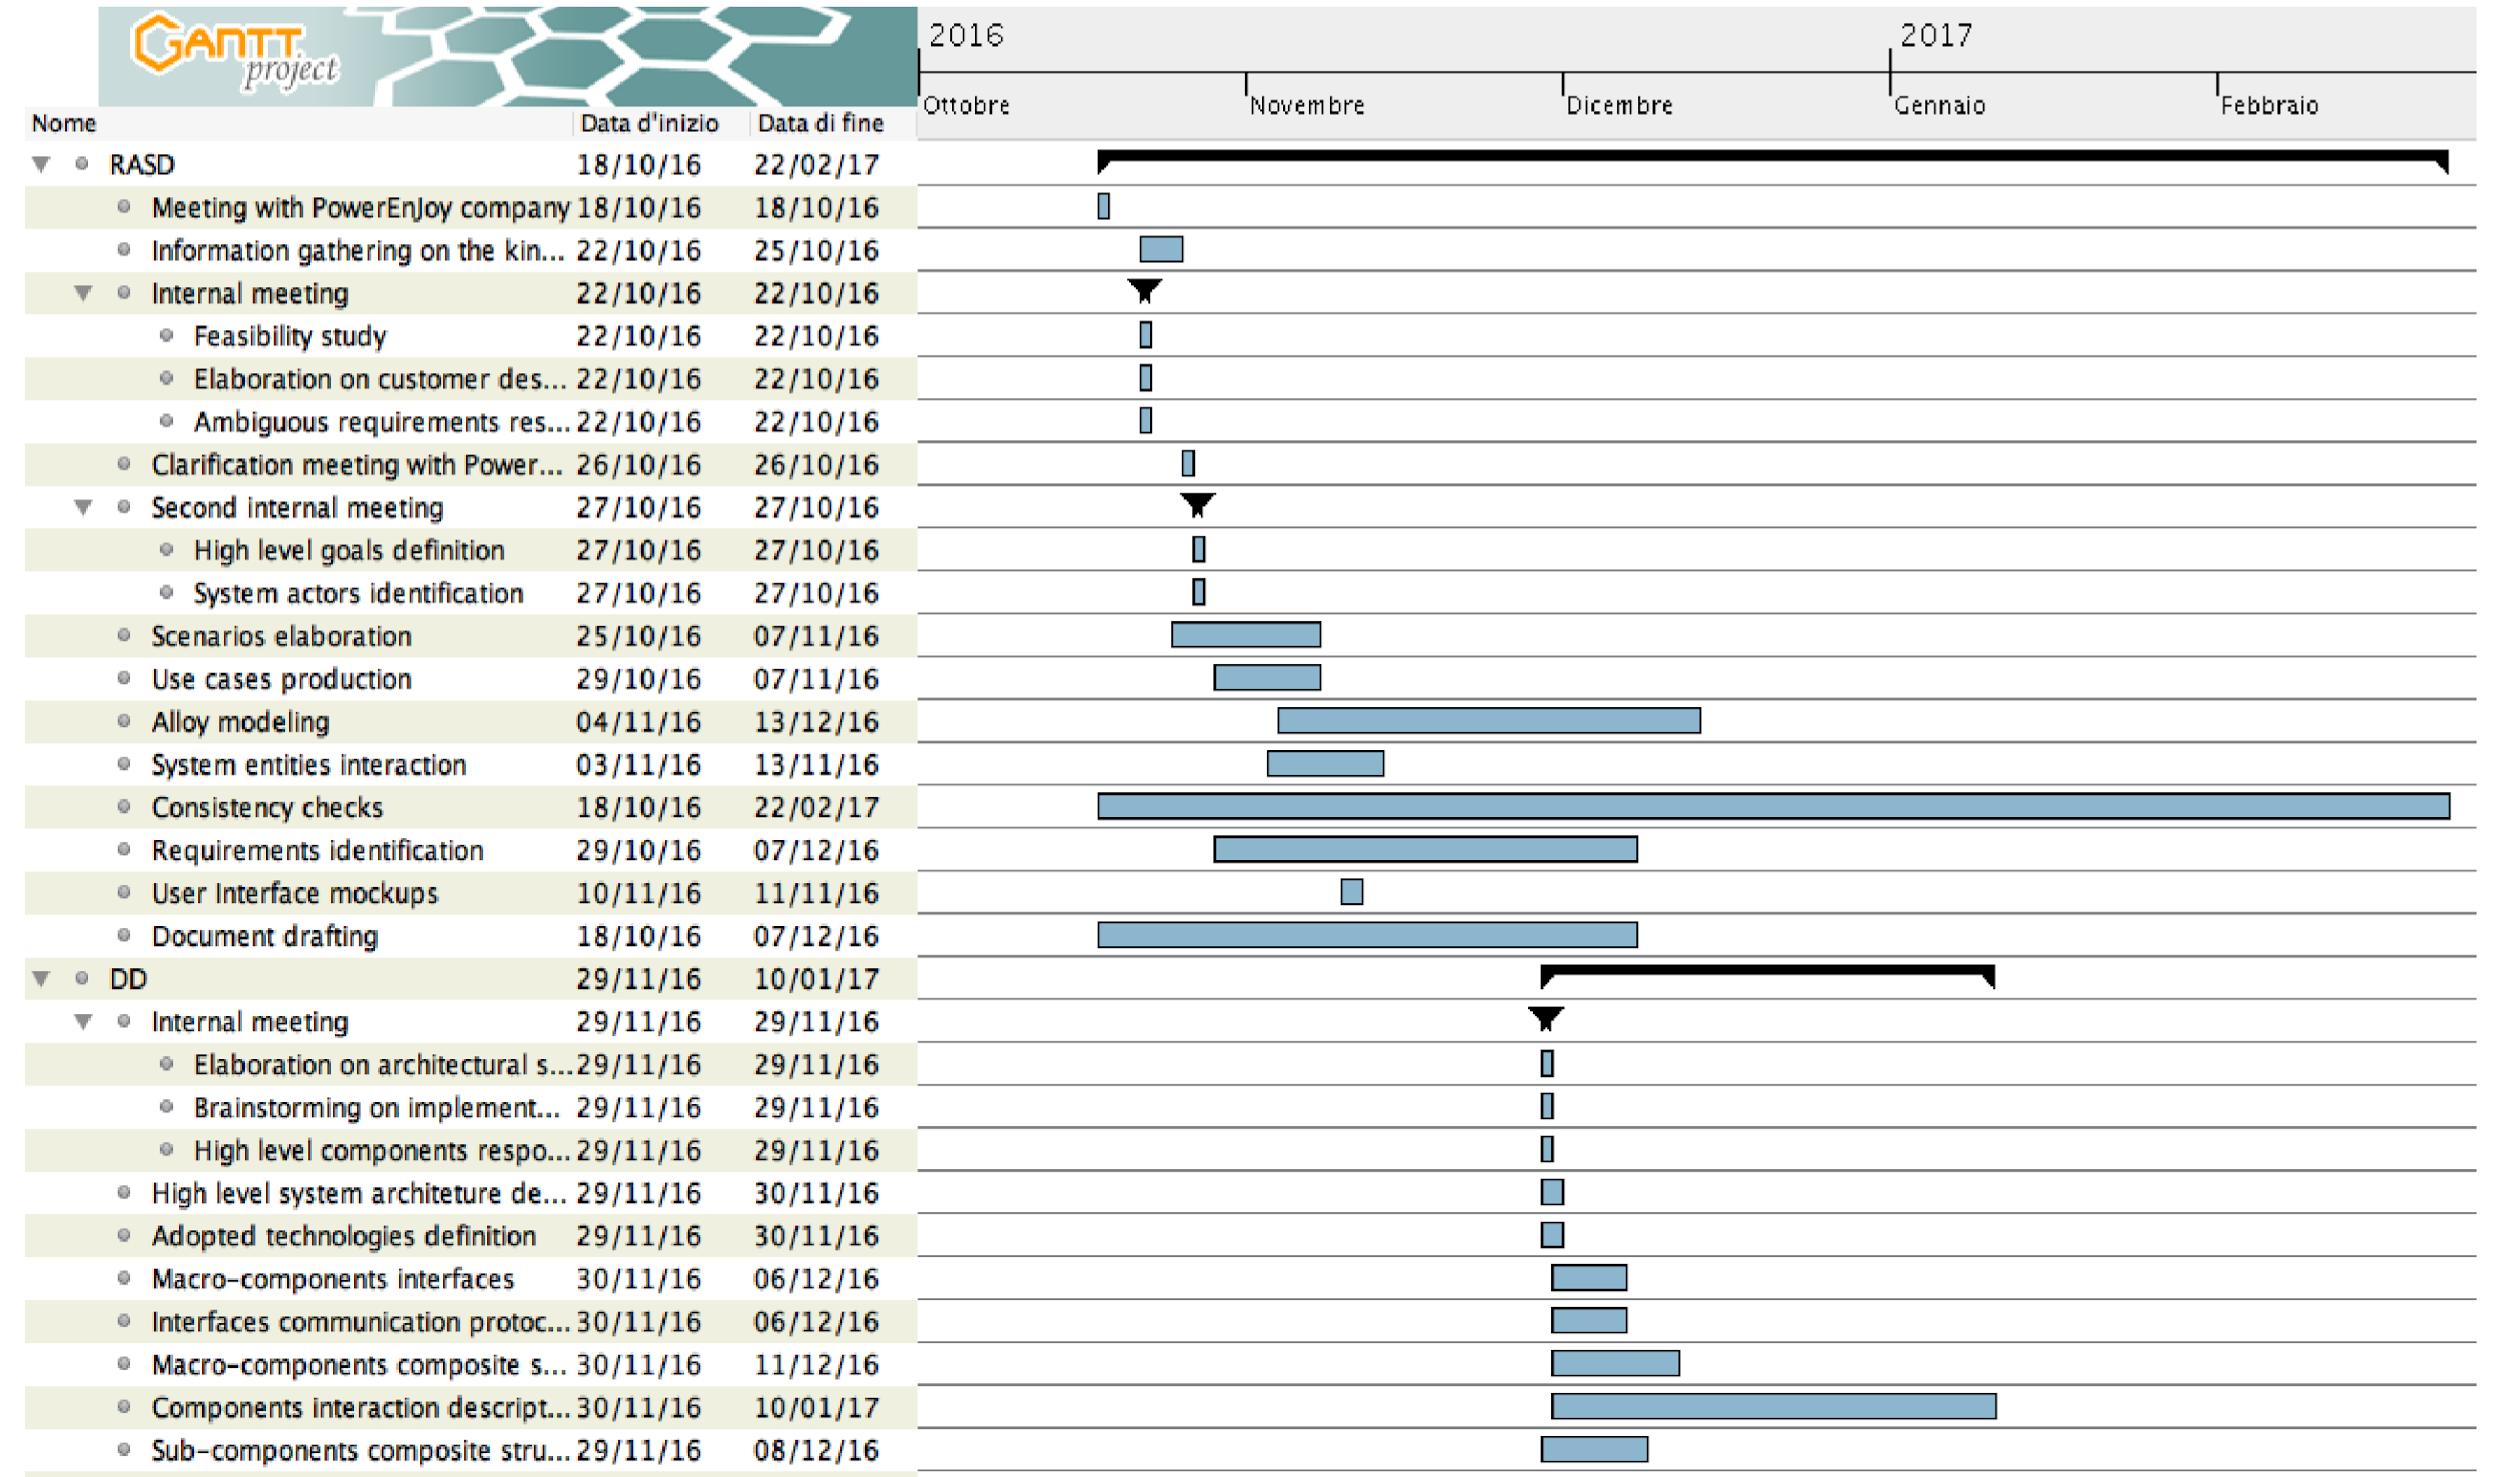 GANTT
project
2016 2017
Ottobre Novembre Dicembre Gennaio Febbraio
Nome Data d'inizio Data di fine
RASD 18/10/16 22/02/17
Meeting with PowerEnJoy company 18/10/16 18/10/16
Information gathering on the kin... 22/10/16 25/10/16
Internal meeting 22/10/16 22/10/16
Feasibility study 22/10/16 22/10/16
Elaboration on customer des... 22/10/16 22/10/16
Ambiguous requirements res... 22/10/16 22/10/16
Clarification meeting with Power... 26/10/16 26/10/16
Second internal meeting 27/10/16 27/10/16
High level goals definition 27/10/16 27/10/16
System actors identification 27/10/16 27/10/16
Scenarios elaboration 25/10/16 07/11/16
Use cases production 29/10/16 07/11/16
Alloy modeling 04/11/16 13/12/16
System entities interaction 03/11/16 13/11/16
Consistency checks 18/10/16 22/02/17
Requirements identification 29/10/16 07/12/16
User Interface mockups 10/11/16 11/11/16
Document drafting 18/10/16 07/12/16
DD 29/11/16 10/01/17
Internal meeting 29/11/16 29/11/16
Elaboration on architectural s... 29/11/16 29/11/16
Brainstorming on implement... 29/11/16 29/11/16
High level components respo... 29/11/16 29/11/16
High level system architeture de... 29/11/16 30/11/16
Adopted technologies definition 29/11/16 30/11/16
Macro-components interfaces 30/11/16 06/12/16
Interfaces communication protoc... 30/11/16 06/12/16
Macro-components composite s... 30/11/16 11/12/16
Components interaction descript... 30/11/16 10/01/17
Sub-components composite stru... 29/11/16 08/12/16